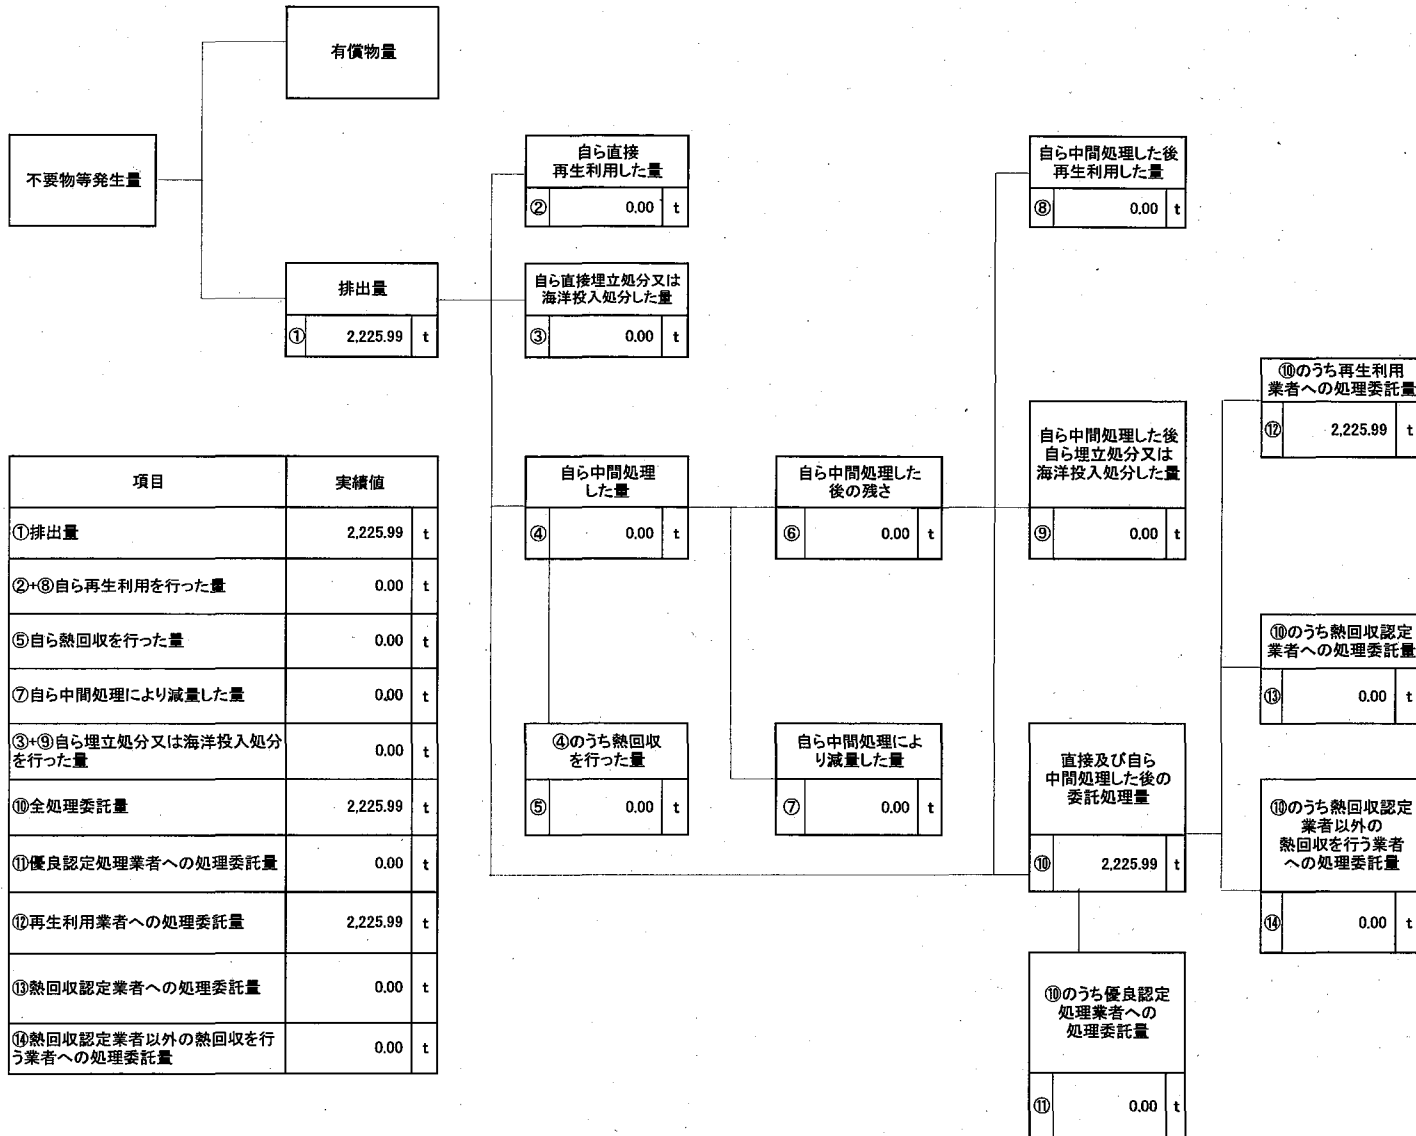 有償物量
不要物等発生量
排出量
① 2,225.99 t
自ら直接
再生利用した量
② 0.00 t
自ら直接埋立処分又は
海洋投入処分した量
③ 0.00 t
自ら中間処理
した量
④ 0.00 t
④のうち熱回収
を行った量
⑤ 0.00 t
自ら中間処理した
後の残さ
⑥ 0.00 t
自ら中間処理によ
り減量した量
⑦ 0.00 t
自ら中間処理した後
再生利用した量
⑧ 0.00 t
自ら中間処理した後
自ら埋立処分又は
海洋投入処分した量
⑨ 0.00 t
直接及び自ら
中間処理した後の
委託処理量
⑩ 2,225.99 t
⑩のうち優良認定
処理業者への
処理委託量
⑪ 0.00 t
⑩のうち再生利用
業者への処理委託量
⑫ 2,225.99 t
⑩のうち熱回収認定
業者への処理委託量
⑬ 0.00 t
⑩のうち熱回収認定
業者以外の
熱回収を行う業者
への処理委託量
⑭ 0.00 t
項目 実績値
①排出量 2,225.99 t
②+⑧自ら再生利用を行った量 0.00 t
⑤自ら熱回収を行った量 0.00 t
⑦自ら中間処理により減量した量 0.00 t
③+⑨自ら埋立処分又は海洋投入処分
を行った量 0.00 t
⑩全処理委託量 2,225.99 t
⑪優良認定処理業者への処理委託量 0.00 t
⑫再生利用業者への処理委託量 2,225.99 t
⑬熱回収認定業者への処理委託量 0.00 t
⑭熱回収認定業者以外の熱回収を行
う業者への処理委託量 0.00 t